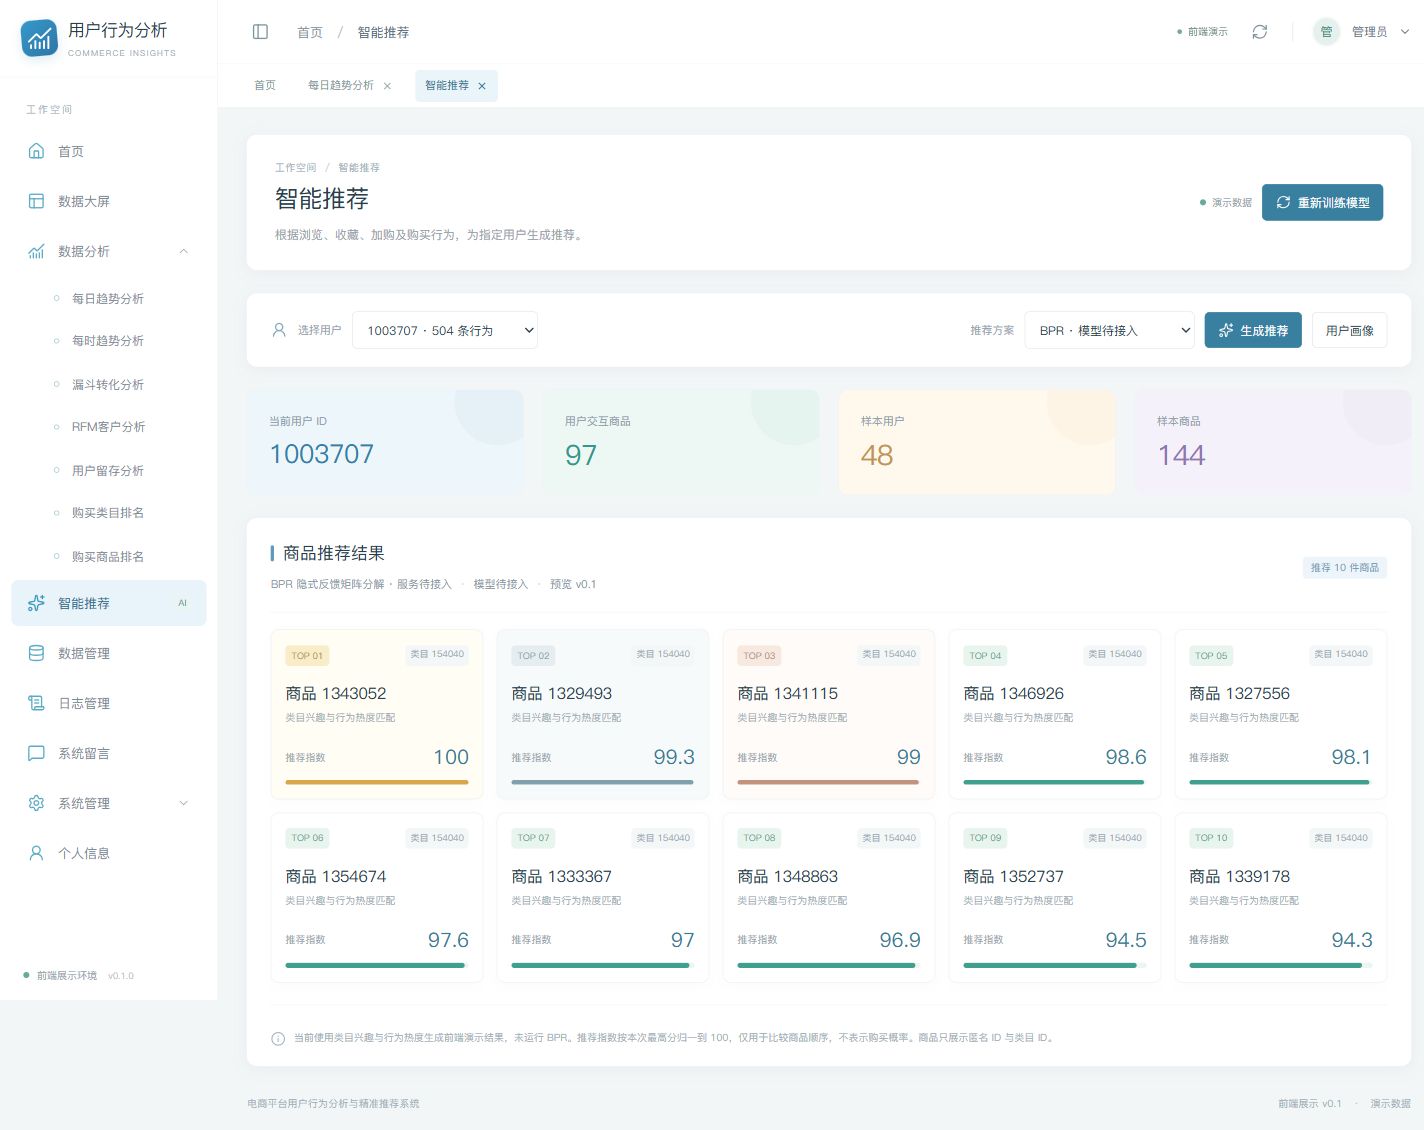 用户行为分析
COMMERCE INSIGHTS
工作空间
首页
数据大屏
数据分析
每日趋势分析
每时趋势分析
漏斗转化分析
RFM客户分析
用户留存分析
购买类目排名
购买商品排名
智能推荐 AI
数据管理
日志管理
系统留言
系统管理
个人信息
前端展示环境 v0.1.0
首页 / 智能推荐
前端演示
管 管理员
首页 每日趋势分析 × 智能推荐 ×
工作空间 / 智能推荐
智能推荐
根据浏览、收藏、加购及购买行为，为指定用户生成推荐。
演示数据 重新训练模型
选择用户 1003707 · 504 条行为 推荐方案 BPR · 模型待接入 生成推荐 用户画像
当前用户 ID
1003707
用户交互商品
97
样本用户
48
样本商品
144
商品推荐结果
BPR 隐式反馈矩阵分解 · 服务待接入 · 模型待接入 · 预览 v0.1
推荐 10 件商品
TOP 01 类目 154040
商品 1343052
类目兴趣与行为热度匹配
推荐指数 100
TOP 02 类目 154040
商品 1329493
类目兴趣与行为热度匹配
推荐指数 99.3
TOP 03 类目 154040
商品 1341115
类目兴趣与行为热度匹配
推荐指数 99
TOP 04 类目 154040
商品 1346926
类目兴趣与行为热度匹配
推荐指数 98.6
TOP 05 类目 154040
商品 1327556
类目兴趣与行为热度匹配
推荐指数 98.1
TOP 06 类目 154040
商品 1354674
类目兴趣与行为热度匹配
推荐指数 97.6
TOP 07 类目 154040
商品 1333367
类目兴趣与行为热度匹配
推荐指数 97
TOP 08 类目 154040
商品 1348863
类目兴趣与行为热度匹配
推荐指数 96.9
TOP 09 类目 154040
商品 1352737
类目兴趣与行为热度匹配
推荐指数 94.5
TOP 10 类目 154040
商品 1339178
类目兴趣与行为热度匹配
推荐指数 94.3
当前使用类目兴趣与行为热度生成前端演示结果，未运行 BPR。推荐指数按本次最高分归一到 100，仅用于比较商品顺序，不表示购买概率。商品只展示匿名 ID 与类目 ID。
电商平台用户行为分析与精准推荐系统
前端展示 v0.1 · 演示数据